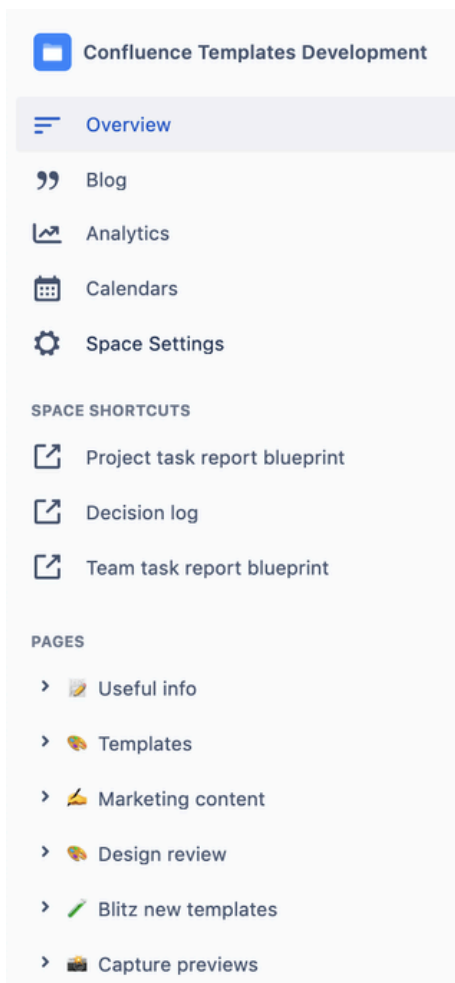 Confluence Templates Development
Overview
Blog
Analytics
Calendars
Space Settings
SPACE SHORTCUTS
Project task report blueprint
Decision log
Team task report blueprint
PAGES
Useful info
Templates
Marketing content
Design review
Blitz new templates
Capture previews